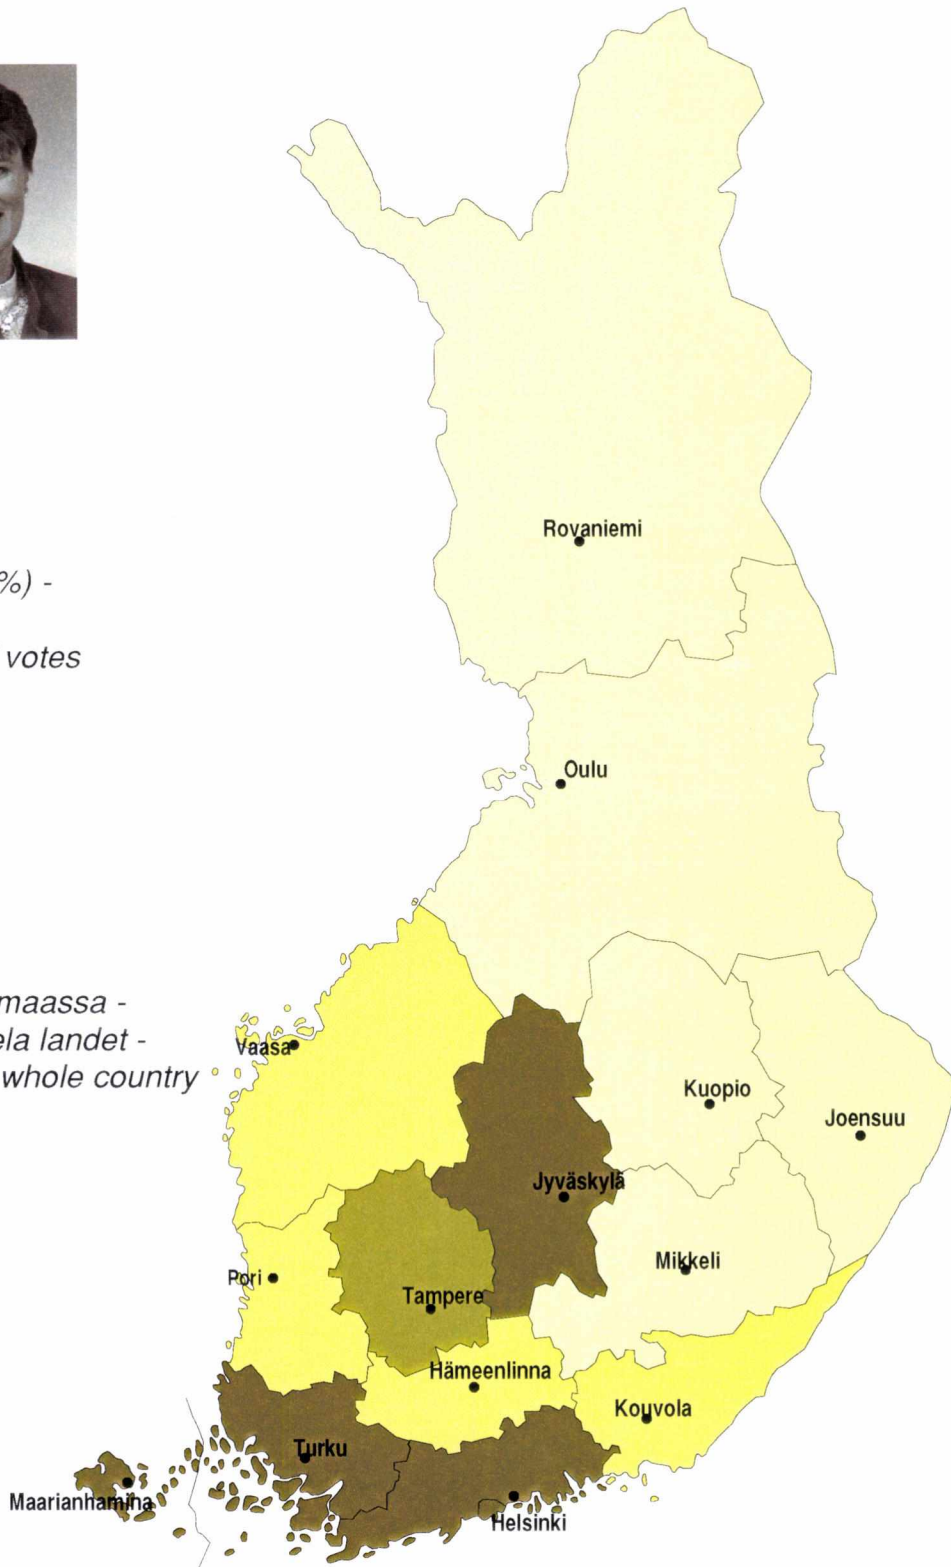 %) -
votes
maassa -
ela landet -
whole country
Rovaniemi
Oulu
Vaasa
Kuopio
Joensuu
Jyväskylä
Mikkeli
Pori
Tampere
Hämeenlinna
Kouvola
Turku
Maarianhamina
Helsinki